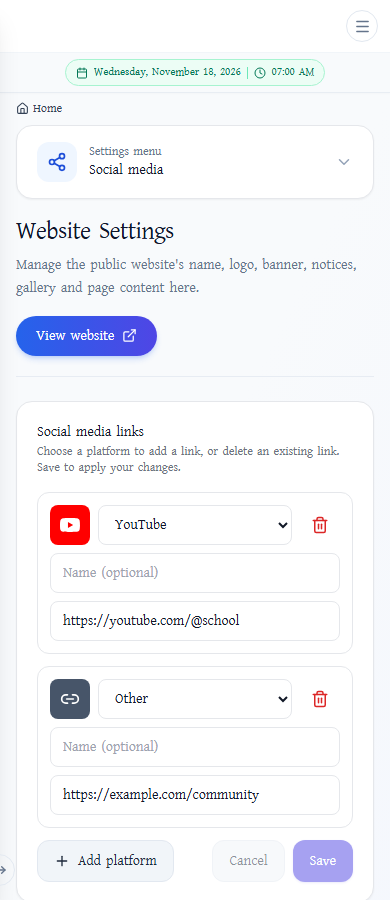 Wednesday, November 18, 2026 | 07:00 AM
Home
Settings menu
Social media
Website Settings
Manage the public website's name, logo, banner, notices,
gallery and page content here.
View website
Social media links
Choose a platform to add a link, or delete an existing link.
Save to apply your changes.
YouTube
Name (optional)
https://youtube.com/@school
Other
Name (optional)
https://example.com/community
Add platform
Cancel
Save